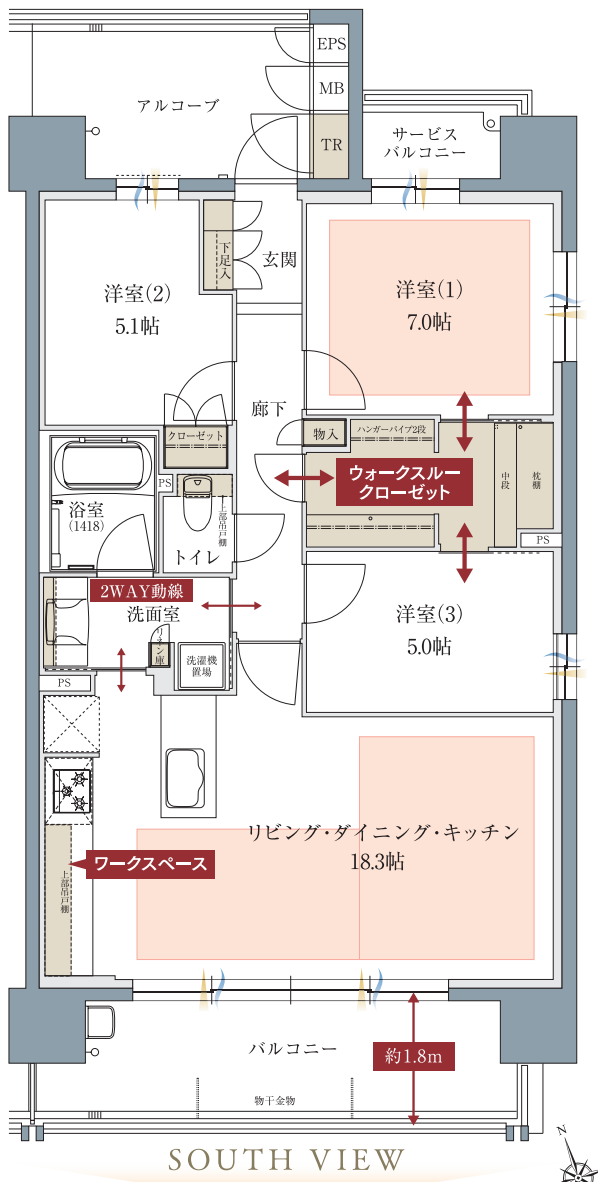 EPS
MB
アルコーブ
TR
サービス
バルコニー
下足入
玄関
洋室(2)
5.1帖
洋室(1)
7.0帖
廊下
クローゼット
物入
ハンガーパイプ2段
ウォークスルー
クローゼット
中段
枕棚
PS
浴室
(1418)
PS
上部吊戸棚
トイレ
2WAY動線
洗面室
リネン庫
洗濯機
置場
洋室(3)
5.0帖
PS
リビング・ダイニング・キッチン
18.3帖
ワークスペース
上部吊戸棚
バルコニー
約1.8m
物干金物
SOUTH VIEW
N